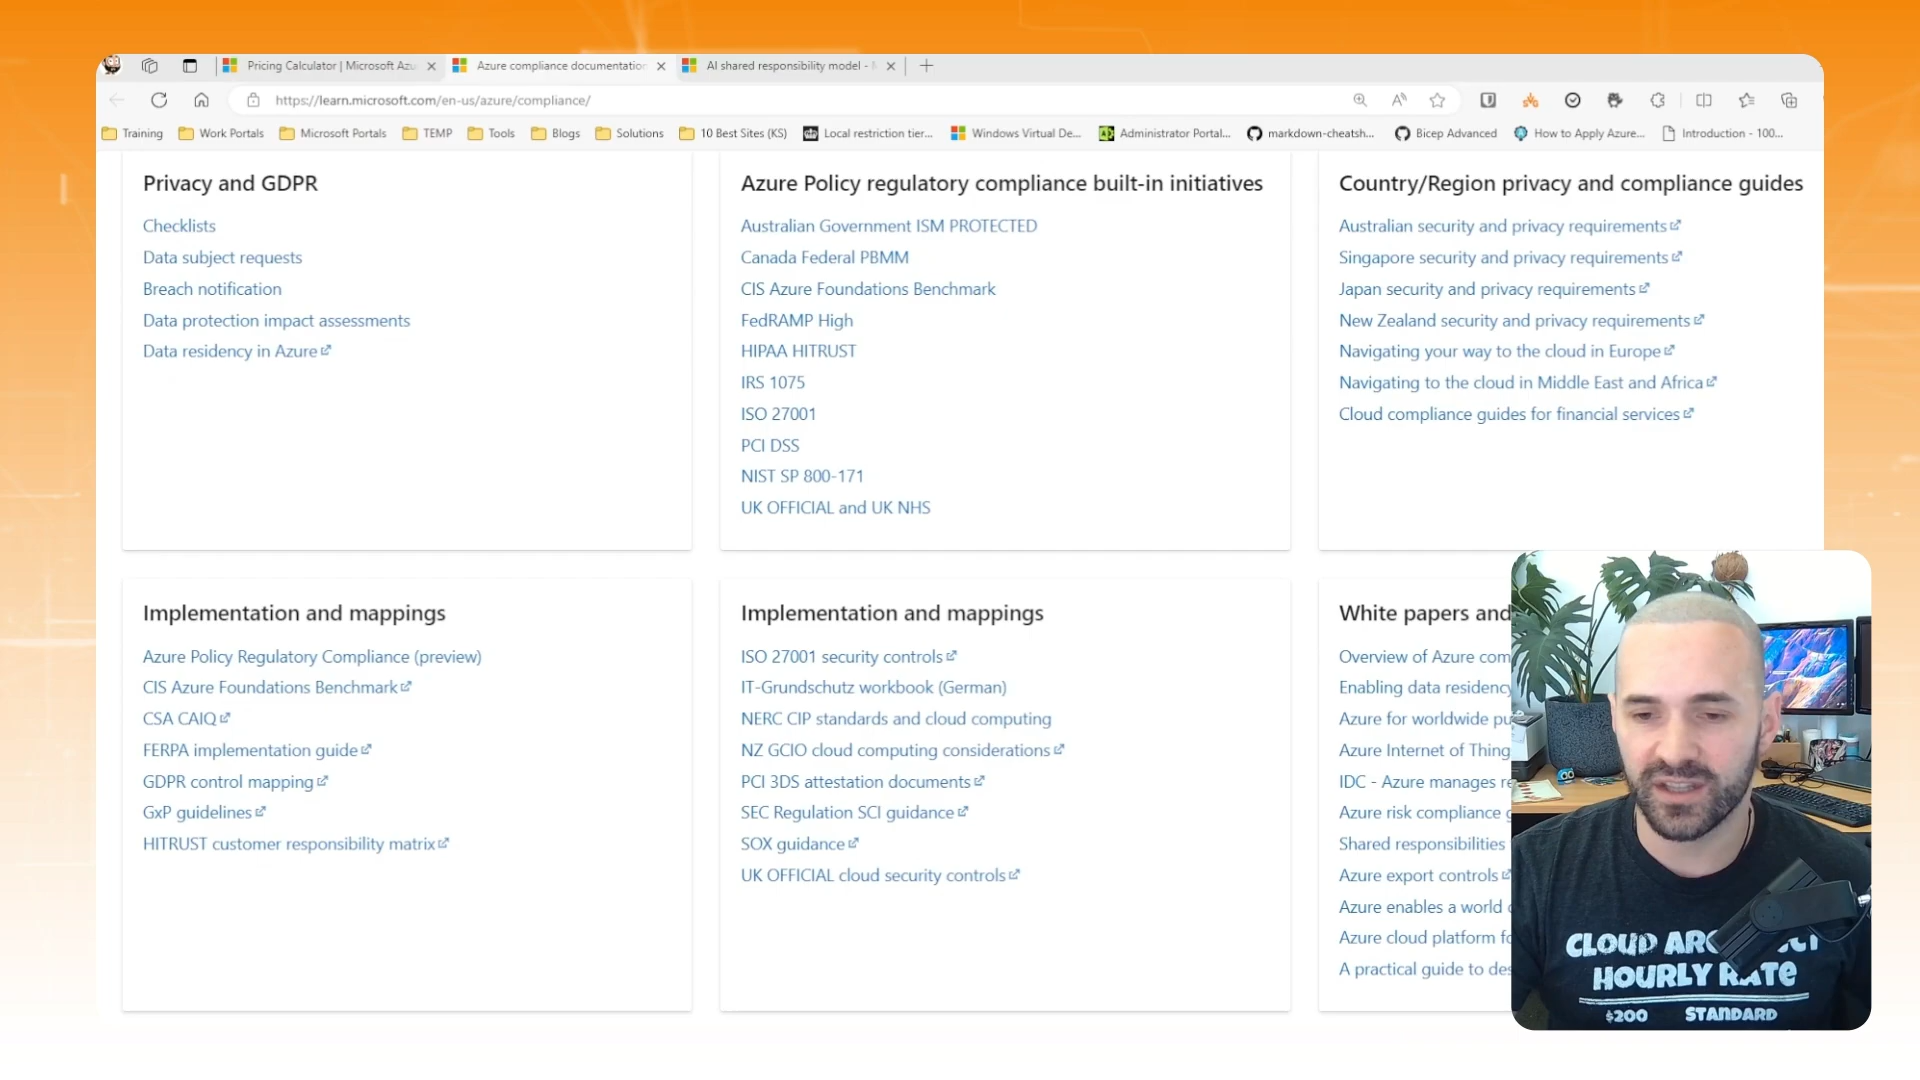 Pricing Calculator | Microsoft Azu
Azure compliance documentation
AI shared responsibility model -
https://learn.microsoft.com/en-us/azure/compliance/
Training
Work Portals
Microsoft Portals
TEMP
Tools
Blogs
Solutions
10 Best Sites (KS)
Local restriction tier...
Windows Virtual De...
Administrator Portal...
markdown-cheatsh...
Bicep Advanced
How to Apply Azure...
Introduction - 100...
Privacy and GDPR
Checklists
Data subject requests
Breach notification
Data protection impact assessments
Data residency in Azure
Azure Policy regulatory compliance built-in initiatives
Australian Government ISM PROTECTED
Canada Federal PBMM
CIS Azure Foundations Benchmark
FedRAMP High
HIPAA HITRUST
IRS 1075
ISO 27001
PCI DSS
NIST SP 800-171
UK OFFICIAL and UK NHS
Country/Region privacy and compliance guides
Australian security and privacy requirements
Singapore security and privacy requirements
Japan security and privacy requirements
New Zealand security and privacy requirements
Navigating your way to the cloud in Europe
Navigating to the cloud in Middle East and Africa
Cloud compliance guides for financial services
Implementation and mappings
Azure Policy Regulatory Compliance (preview)
CIS Azure Foundations Benchmark
CSA CAIQ
FERPA implementation guide
GDPR control mapping
GxP guidelines
HITRUST customer responsibility matrix
Implementation and mappings
ISO 27001 security controls
IT-Grundschutz workbook (German)
NERC CIP standards and cloud computing
NZ GCIO cloud computing considerations
PCI 3DS attestation documents
SEC Regulation SCI guidance
SOX guidance
UK OFFICIAL cloud security controls
White papers and
Overview of Azure com
Enabling data residency
Azure for worldwide pu
Azure Internet of Thing
IDC - Azure manages re
Azure risk compliance g
Shared responsibilities
Azure export controls
Azure enables a world
Azure cloud platform fo
A practical guide to des
CLOUD ARC CT
HOURLY RATE
$200 STANDARD